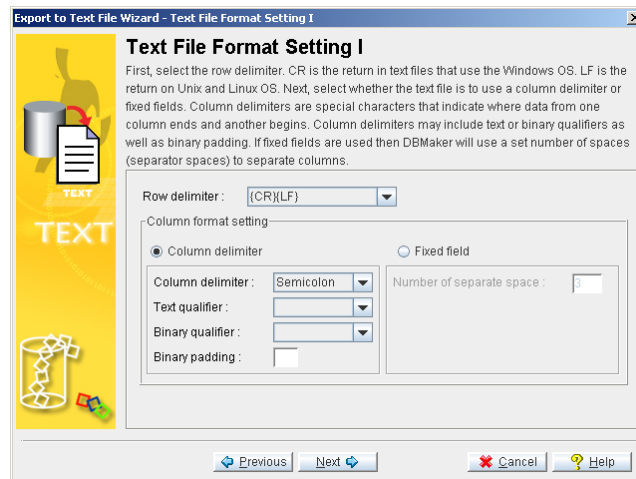 Export to Text File Wizard - Text File Format Setting I
Text File Format Setting I
First, select the row delimiter. CR is the return in text files that use the Windows OS. LF is the
return on Unix and Linux OS. Next, select whether the text file is to use a column delimiter or
fixed fields. Column delimiters are special characters that indicate where data from one
column ends and another begins. Column delimiters may include text or binary qualifiers as
well as binary padding. If fixed fields are used then DBMaker will use a set number of spaces
(separator spaces) to separate columns.
TEXT
TEXT
Row delimiter : {CR}{LF}
Column format setting
Column delimiter
Fixed field
Column delimiter : Semicolon
Number of separate space : 3
Text qualifier :
Binary qualifier :
Binary padding :
Previous Next Cancel Help